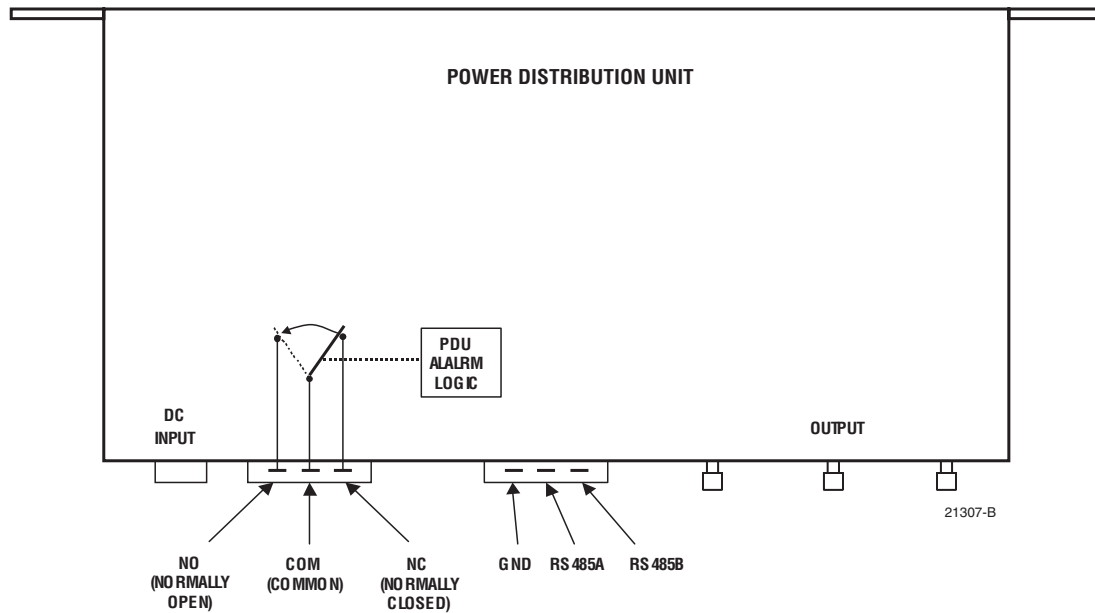 POWER DISTRIBUTION UNIT
PDU
ALALRM
LOGIC
DC
INPUT
OUTPUT
21307-B
NO
(NORMALLY
OPEN)
COM
(COMMON)
NC
(NORMALLY
CLOSED)
GND
RS485A
RS485B